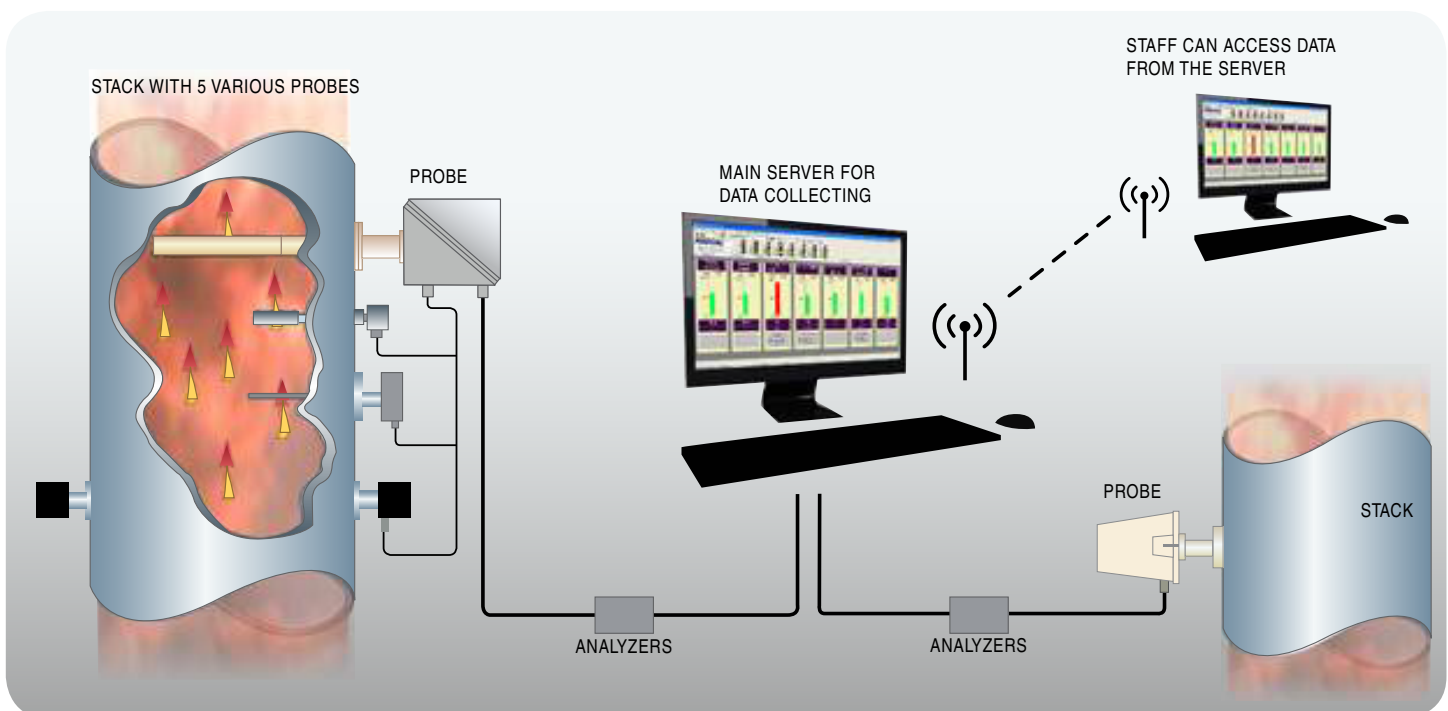 STACK WITH 5 VARIOUS PROBES
PROBE
MAIN SERVER FOR
DATA COLLECTING
STAFF CAN ACCESS DATA
FROM THE SERVER
PROBE
STACK
ANALYZERS
ANALYZERS